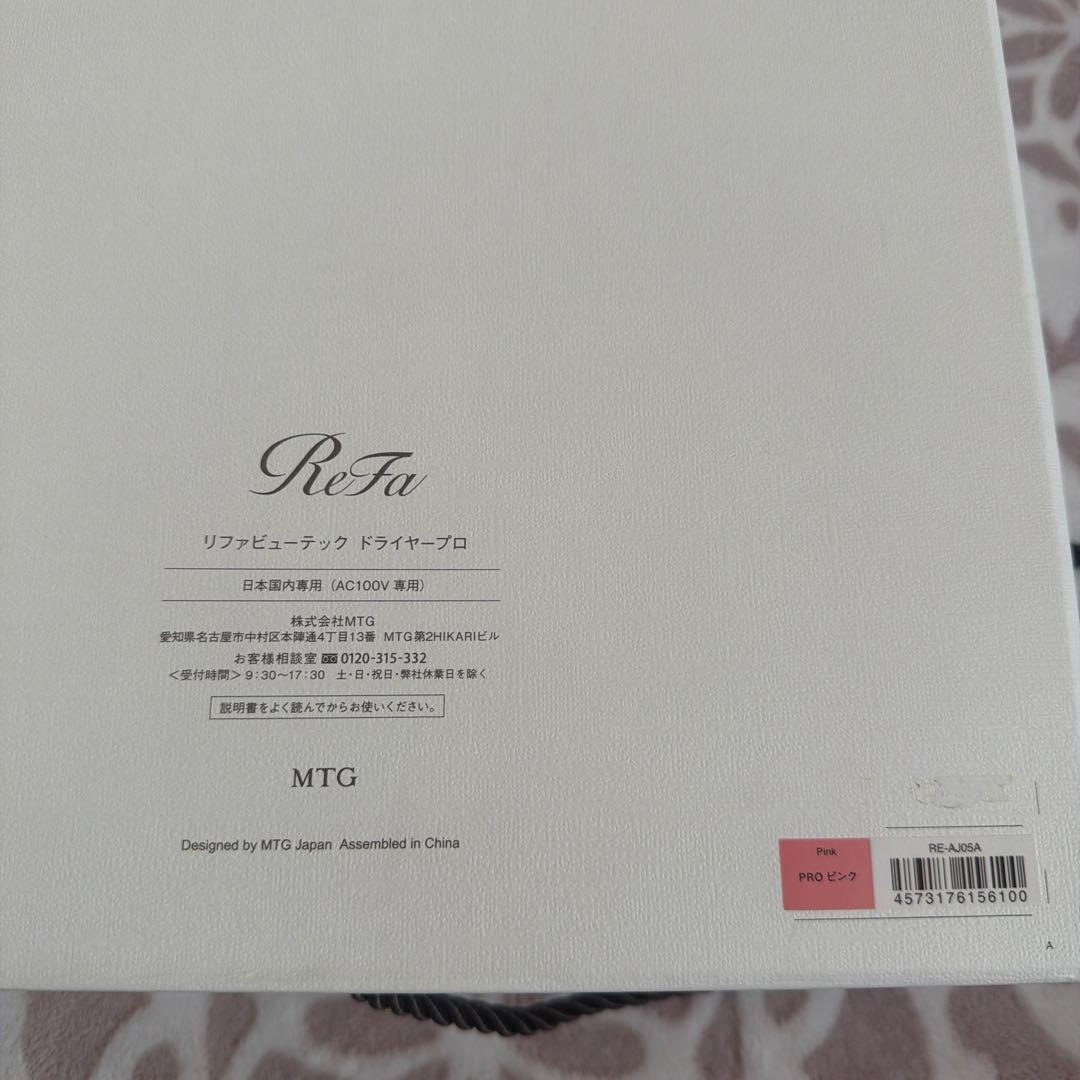 ReFa
リファビューテック ドライヤープロ
日本国内専用（AC100V 専用）
株式会社MTG
愛知県名古屋市中村区本陣通4丁目13番 MTG第2HIKARIビル
お客様相談室 0120-315-332
＜受付時間＞9：30～17：30 土・日・祝日・弊社休業日を除く
説明書をよく読んでからお使いください。
MTG
Designed by MTG Japan Assembled in China
Pink
PRO ピンク
RE-AJ05A
4573176156100
A